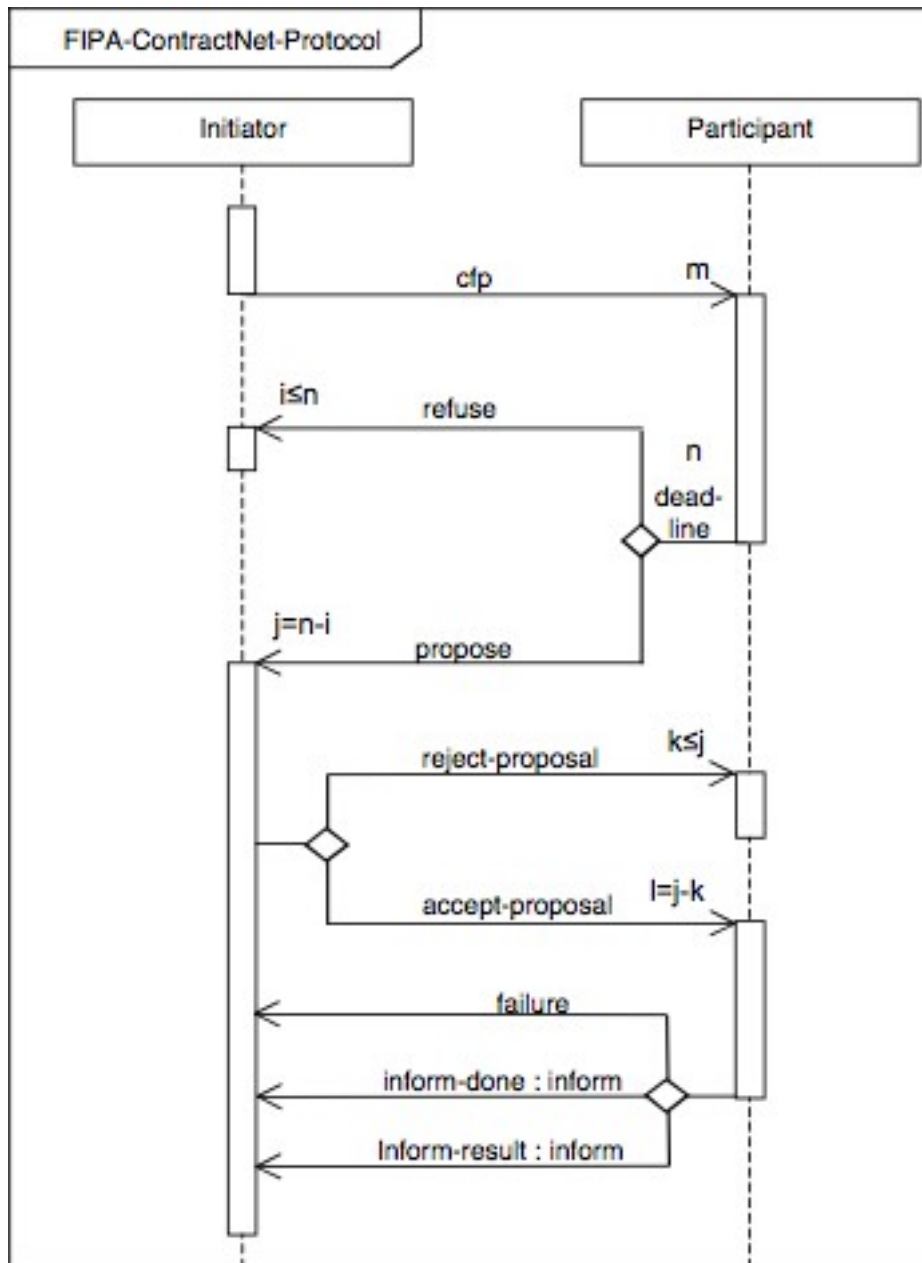 FIPA-ContractNet-Protocol
Initiator
Participant
cfp
m
i≤n
refuse
n
dead-
line
j=n-i
propose
reject-proposal
k≤j
accept-proposal
l=j-k
failure
inform-done : inform
Inform-result : inform